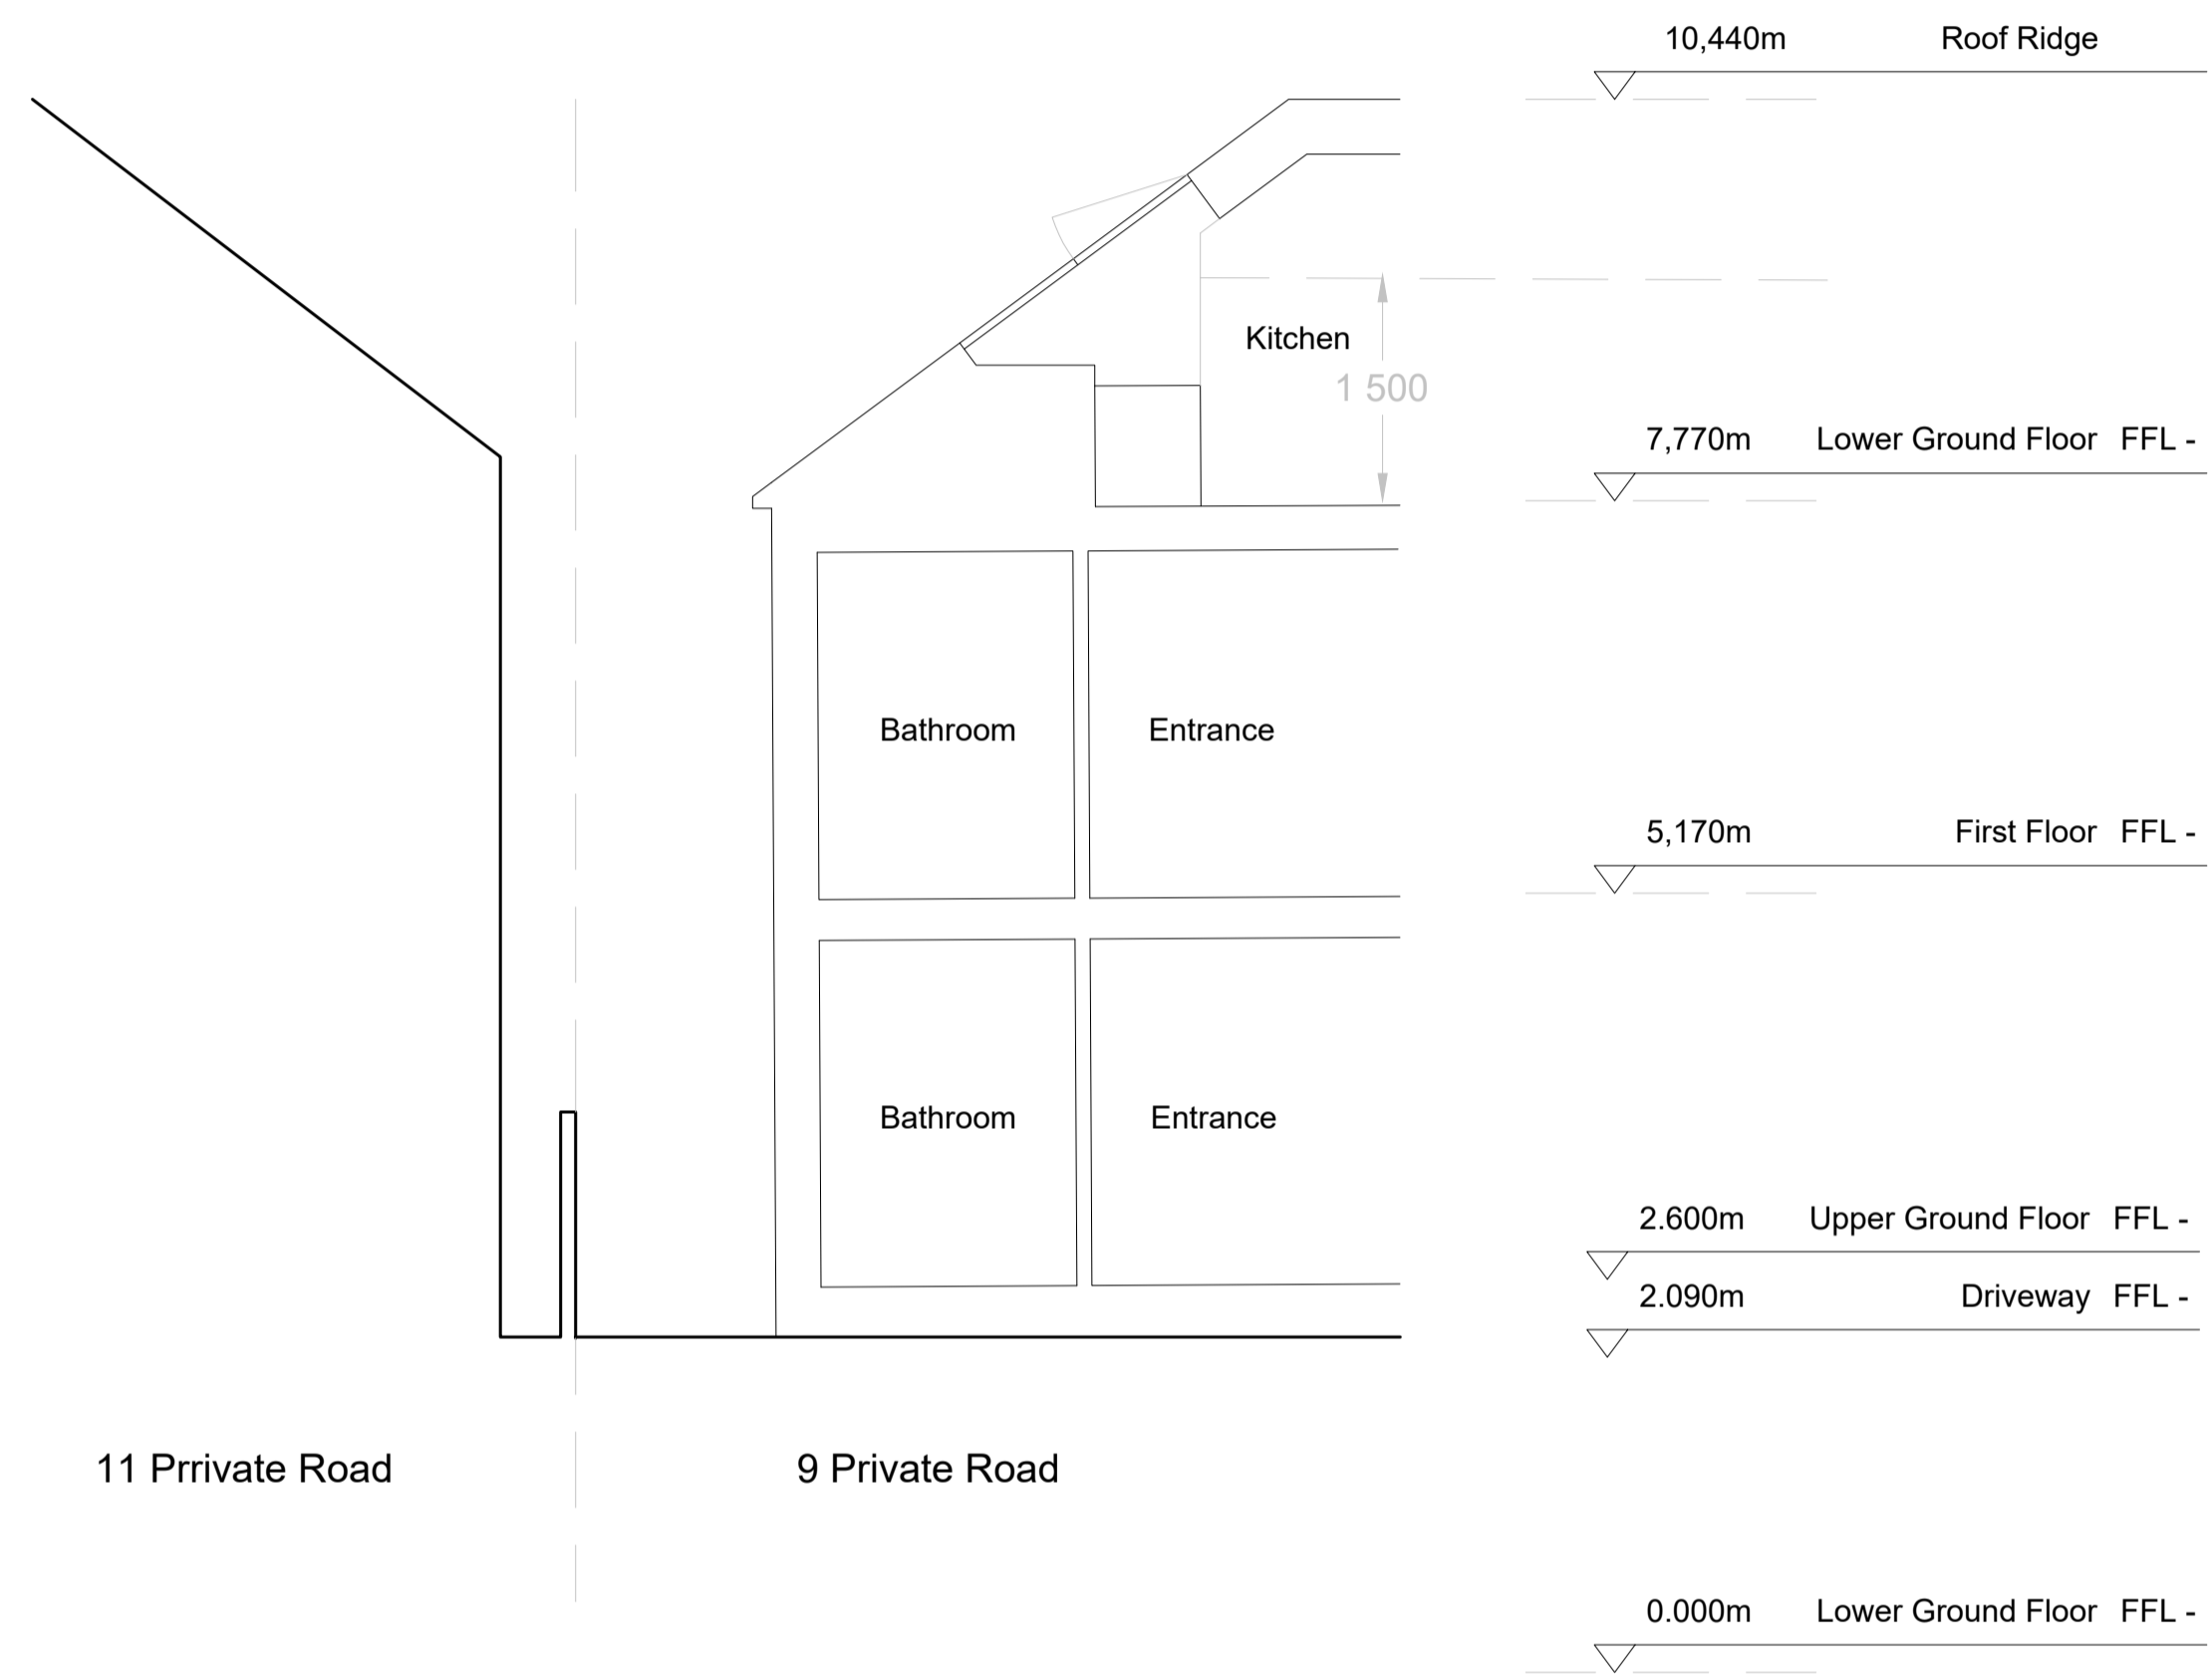 10,440m Roof Ridge
Kitchen
1 500
7,770m Lower Ground Floor FFL -
Bathroom Entrance
5,170m First Floor FFL -
Bathroom Entrance
2.600m Upper Ground Floor FFL -
2.090m Driveway FFL -
11 Prrivate Road 9 Private Road
0.000m Lower Ground Floor FFL -